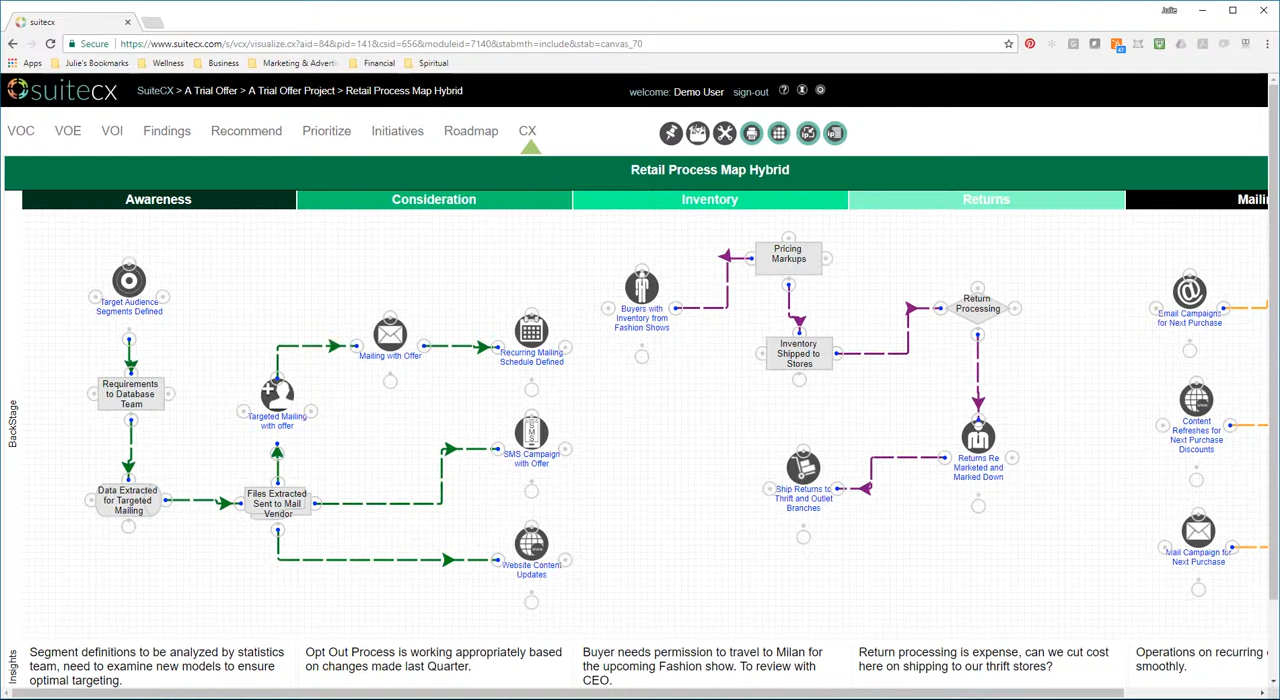 Julie
suitecx
Secure
https://www.suitecx.com/s/vcx/visualize.cx?aid=84&pid=141&csid=656&moduleid=7140&stabmth=include&stab=canvas_70
Apps
Julie's Bookmarks
Wellness
Business
Marketing & Adverti
Financial
Spiritual
suitecx
SuiteCX > A Trial Offer > A Trial Offer Project > Retail Process Map Hybrid
welcome: Demo User
sign-out
VOC
VOE
VOI
Findings
Recommend
Prioritize
Initiatives
Roadmap
CX
Retail Process Map Hybrid
Awareness
Consideration
Inventory
Returns
Mailin
BackStage
Target Audience
Segments Defined
Requirements
to Database
Team
Data Extracted
for Targeted
Mailing
Files Extracted
Sent to Mail
Vendor
Targeted Mailing
with offer
Mailing with Offer
Recurring Mailing
Schedule Defined
SMS
SMS Campaign
with Offer
Website Content
Updates
Buyers with
Inventory from
Fashion Shows
Pricing
Markups
Inventory
Shipped to
Stores
Return
Processing
Returns Re
Marketed and
Marked Down
Ship Returns to
Thrift and Outlet
Branches
Email Campaigns
for Next Purchase
Content
Refreshes for
Next Purchase
Discounts
Mail Campaign for
Next Purchase
Insights
Segment definitions to be analyzed by statistics
team, need to examine new models to ensure
optimal targeting.
Opt Out Process is working appropriately based
on changes made last Quarter.
Buyer needs permission to travel to Milan for
the upcoming Fashion show. To review with
CEO.
Return processing is expense, can we cut cost
here on shipping to our thrift stores?
Operations on recurring
smoothly.